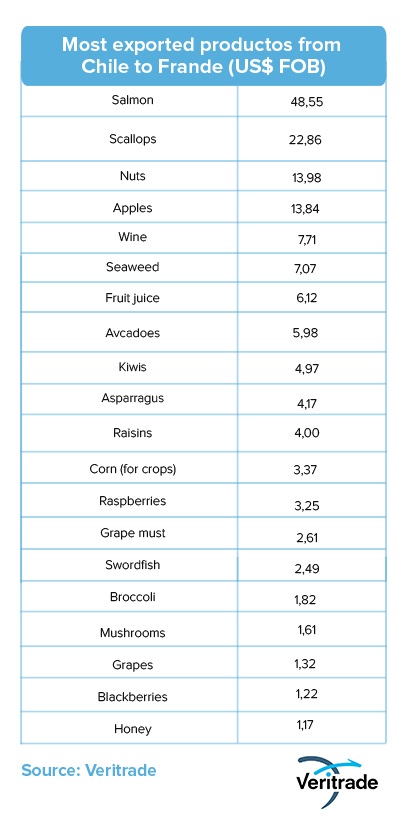 Most exported productos from
Chile to Frande (US$ FOB)
Salmon 48,55
Scallops 22,86
Nuts 13,98
Apples 13,84
Wine 7,71
Seaweed 7,07
Fruit juice 6,12
Avcadoes 5,98
Kiwis 4,97
Asparragus 4,17
Raisins 4,00
Corn (for crops) 3,37
Raspberries 3,25
Grape must 2,61
Swordfish 2,49
Broccoli 1,82
Mushrooms 1,61
Grapes 1,32
Blackberries 1,22
Honey 1,17
Source: Veritrade
Veritrade